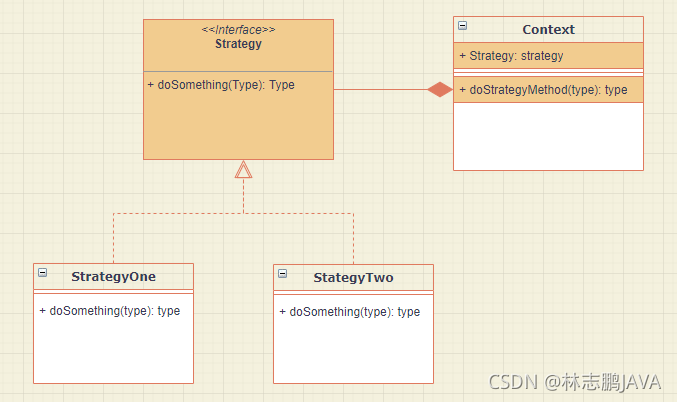 <<Interface>>
Strategy
+ doSomething(Type): Type
Context
+ Strategy: strategy
+ doStrategyMethod(type): type
StrategyOne
+ doSomething(type): type
StategyTwo
+ doSomething(type): type
CSDN @林志鹏JAVA